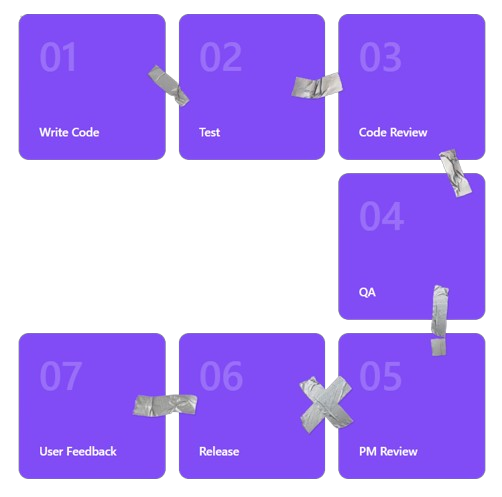 01
Write Code
02
Test
03
Code Review
04
QA
05
PM Review
06
Release
07
User Feedback